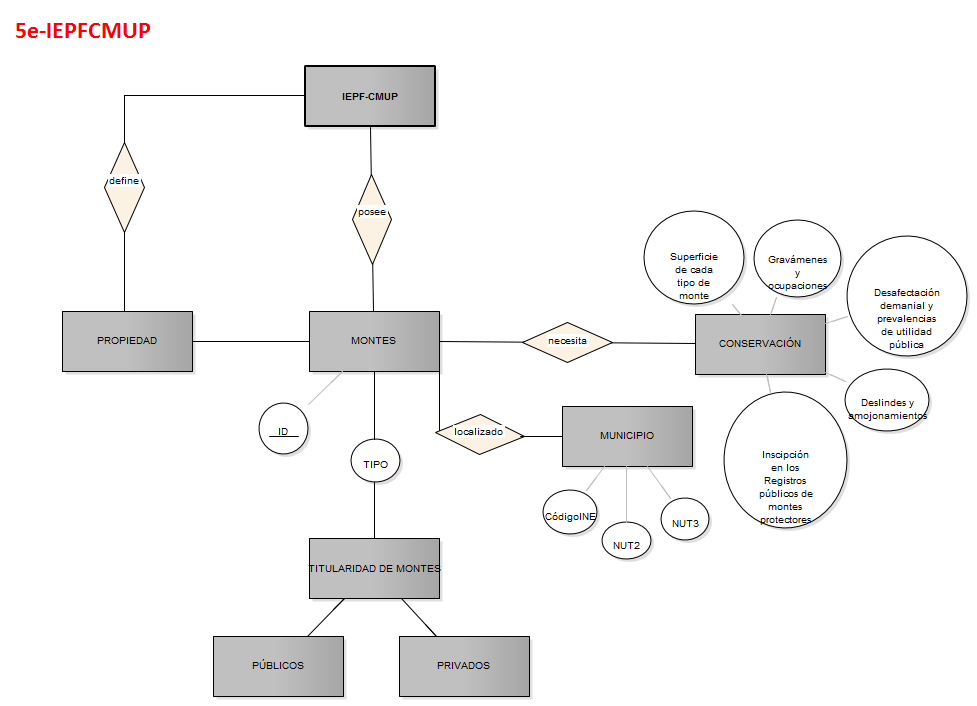 5e-IEPFCMUP
IEPF-CMUP
define
posee
Superficie
de cada
tipo de
monte
Gravámenes
y
ocupaciones
Desafectación
demanial y
prevalencias
de utilidad
pública
PROPIEDAD
MONTES
necesita
CONSERVACIÓN
ID
TIPO
localizado
MUNICIPIO
Deslindes y
amojonamientos
Inscipción
en los
Registros
públicos de
montes
protectores
CódigoINE
NUT2
NUT3
TITULARIDAD DE MONTES
PÚBLICOS
PRIVADOS